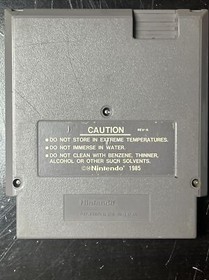 CAUTION
REV-A
• DO NOT STORE IN EXTREME TEMPERATURES.
• DO NOT IMMERSE IN WATER.
• DO NOT CLEAN WITH BENZENE, THINNER,
ALCOHOL OR OTHER SUCH SOLVENTS.
©Nintendo 1985
Nintendo